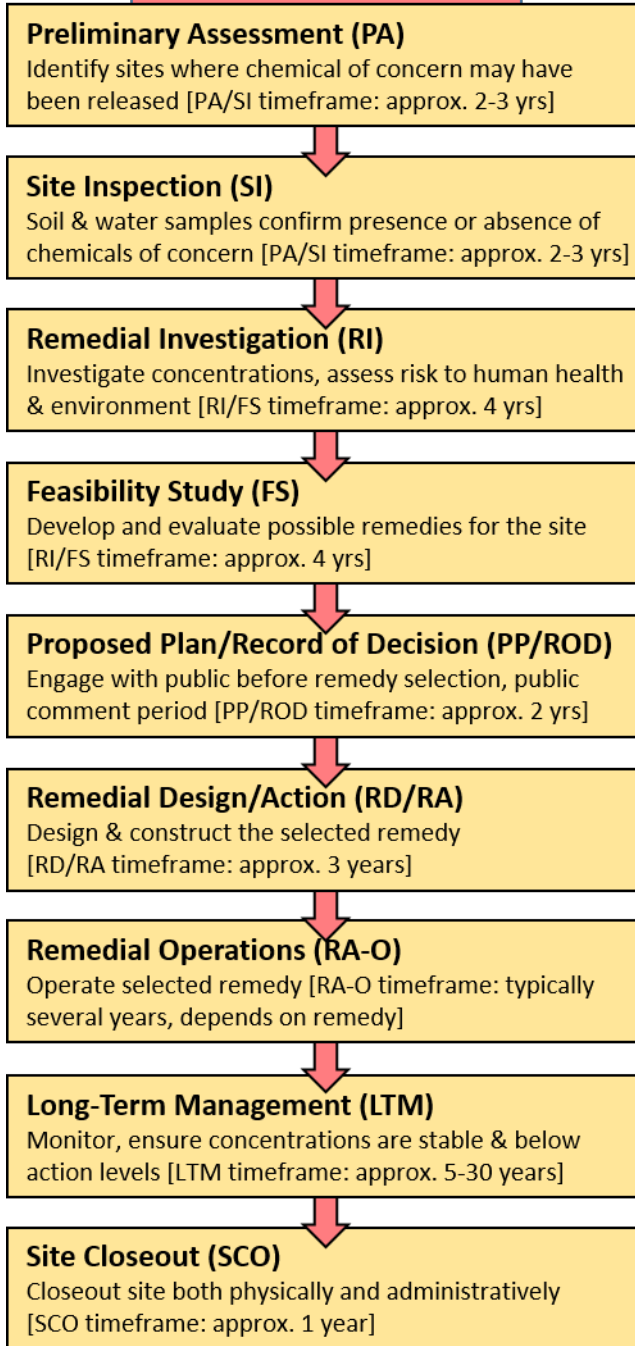 Preliminary Assessment (PA)
Identify sites where chemical of concern may have
been released [PA/SI timeframe: approx. 2-3 yrs]
Site Inspection (SI)
Soil & water samples confirm presence or absence of
chemicals of concern [PA/SI timeframe: approx. 2-3 yrs]
Remedial Investigation (RI)
Investigate concentrations, assess risk to human health
& environment [RI/FS timeframe: approx. 4 yrs]
Feasibility Study (FS)
Develop and evaluate possible remedies for the site
[RI/FS timeframe: approx. 4 yrs]
Proposed Plan/Record of Decision (PP/ROD)
Engage with public before remedy selection, public
comment period [PP/ROD timeframe: approx. 2 yrs]
Remedial Design/Action (RD/RA)
Design & construct the selected remedy
[RD/RA timeframe: approx. 3 years]
Remedial Operations (RA-O)
Operate selected remedy [RA-O timeframe: typically
several years, depends on remedy]
Long-Term Management (LTM)
Monitor, ensure concentrations are stable & below
action levels [LTM timeframe: approx. 5-30 years]
Site Closeout (SCO)
Closeout site both physically and administratively
[SCO timeframe: approx. 1 year]